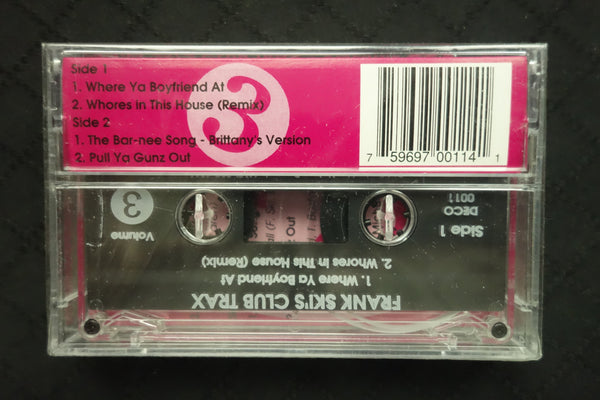 Side 1
1. Where Ya Boyfriend At
2. Whores in This House (Remix)
Side 2
1. The Bar-nee Song - Brittany's Version
2. Pull Ya Gunz Out
3
7 59697 00114 1
FRANK SKI'S CLUB TRAX
1. Where Ya Boyfriend At
2. Whores in This House (Remix)
Side 1
DECO
0011
Volume
3